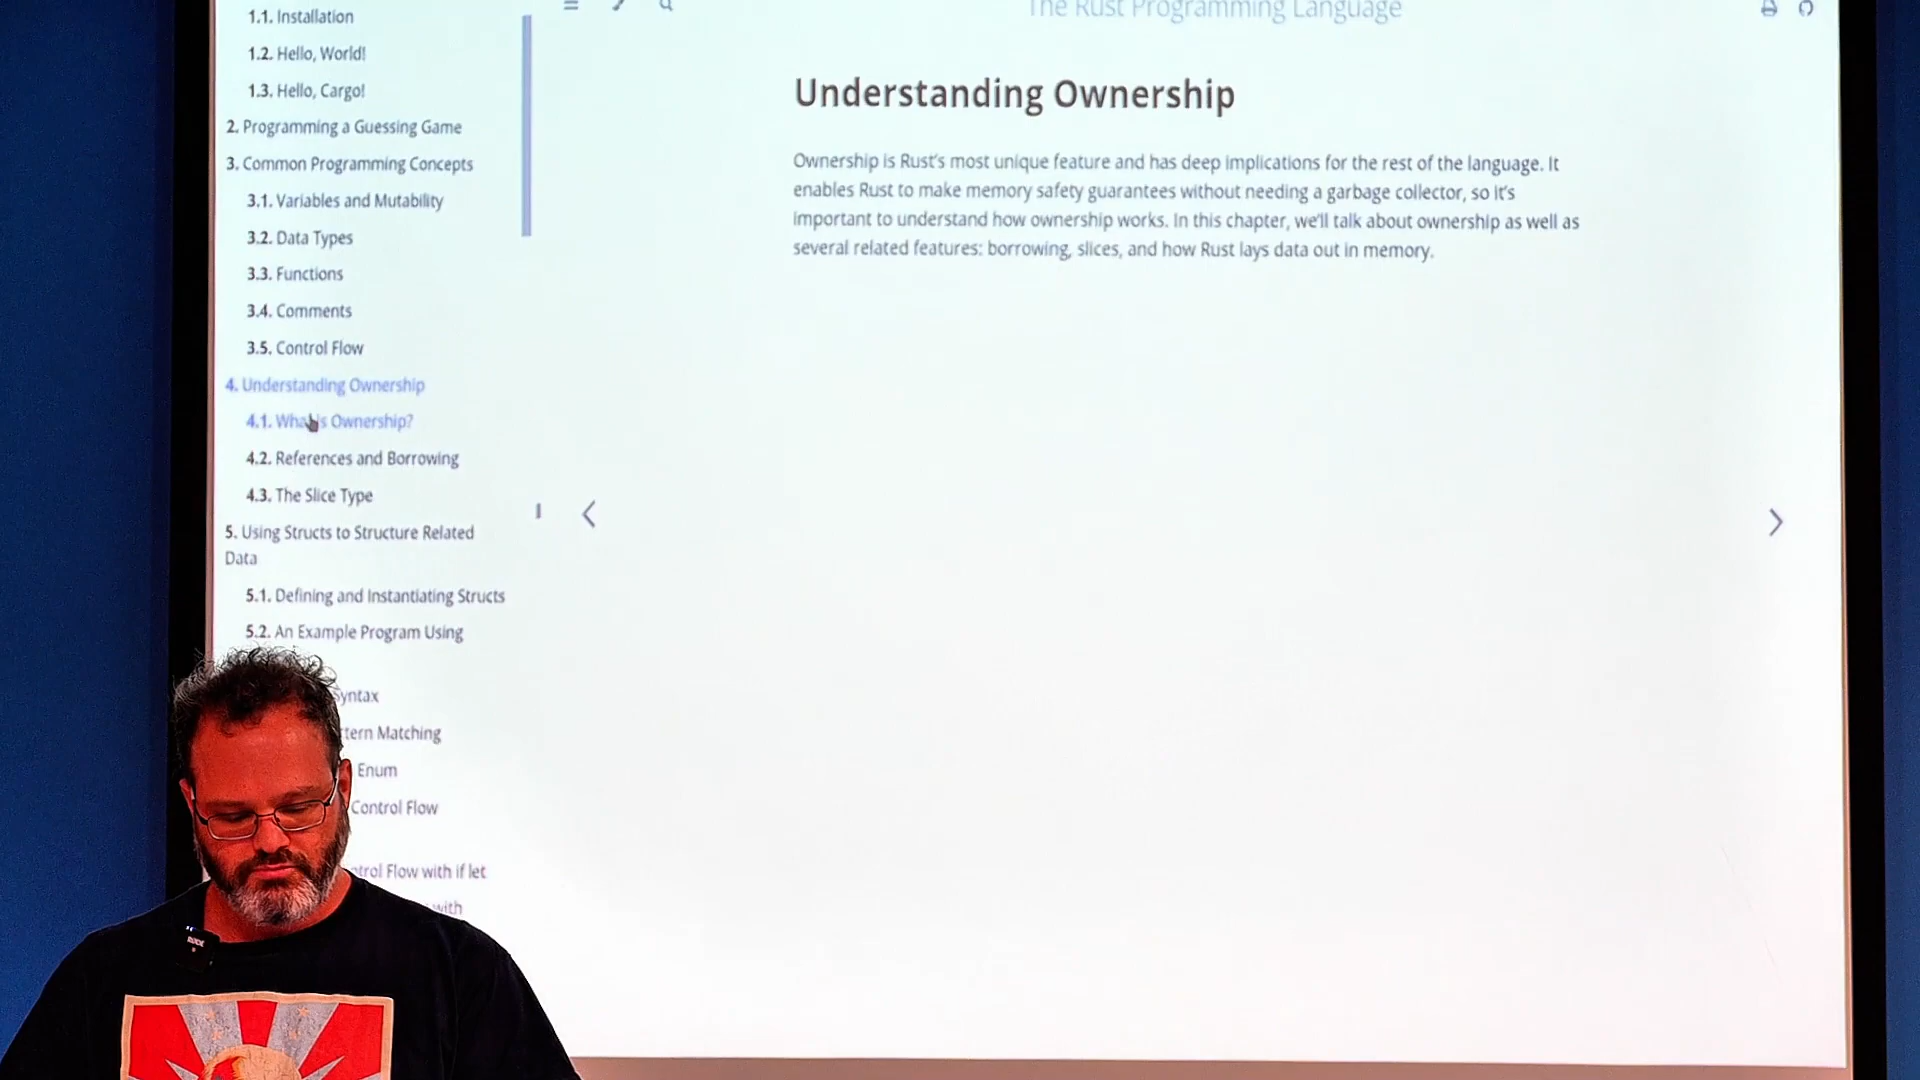 1.1. Installation
1.2. Hello, World!
1.3. Hello, Cargo!
2. Programming a Guessing Game
3. Common Programming Concepts
3.1. Variables and Mutability
3.2. Data Types
3.3. Functions
3.4. Comments
3.5. Control Flow
4. Understanding Ownership
4.1. What is Ownership?
4.2. References and Borrowing
4.3. The Slice Type
5. Using Structs to Structure Related
Data
5.1. Defining and Instantiating Structs
5.2. An Example Program Using
Syntax
tern Matching
Enum
Control Flow
ntrol Flow with if let
with
The Rust Programming Language
Understanding Ownership
Ownership is Rust's most unique feature and has deep implications for the rest of the language. It
enables Rust to make memory safety guarantees without needing a garbage collector, so it's
important to understand how ownership works. In this chapter, we'll talk about ownership as well as
several related features: borrowing, slices, and how Rust lays data out in memory.
RODE